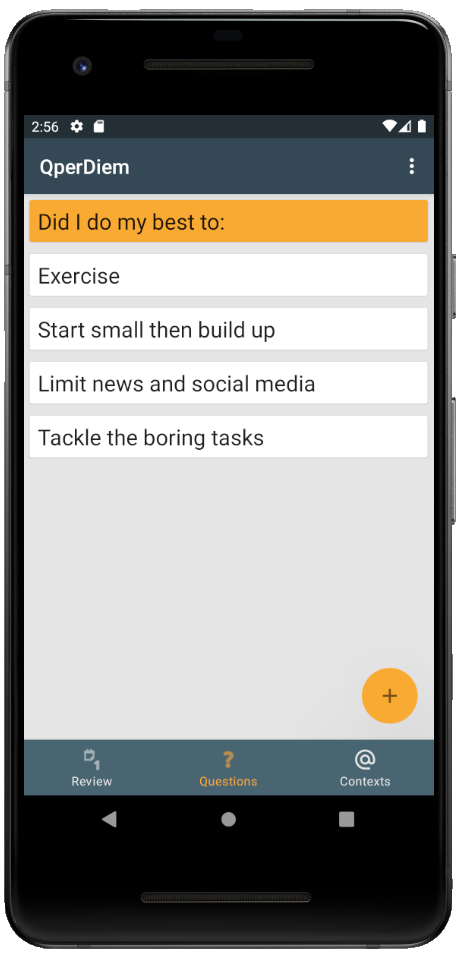 2:56
QperDiem
Did I do my best to:
Exercise
Start small then build up
Limit news and social media
Tackle the boring tasks
+
Review
Questions
Contexts